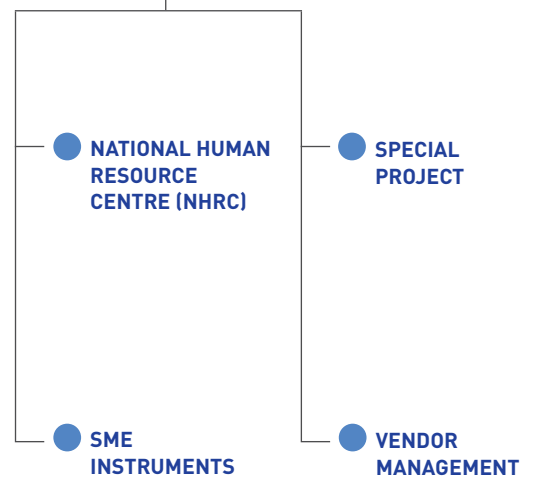 NATIONAL HUMAN
RESOURCE
CENTRE (NHRC)
SPECIAL
PROJECT
SME
INSTRUMENTS
VENDOR
MANAGEMENT